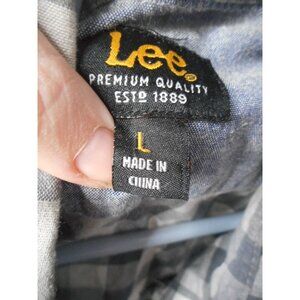 Lee®
PREMIUM QUALITY
ESTD 1889
L
MADE IN
CHINA